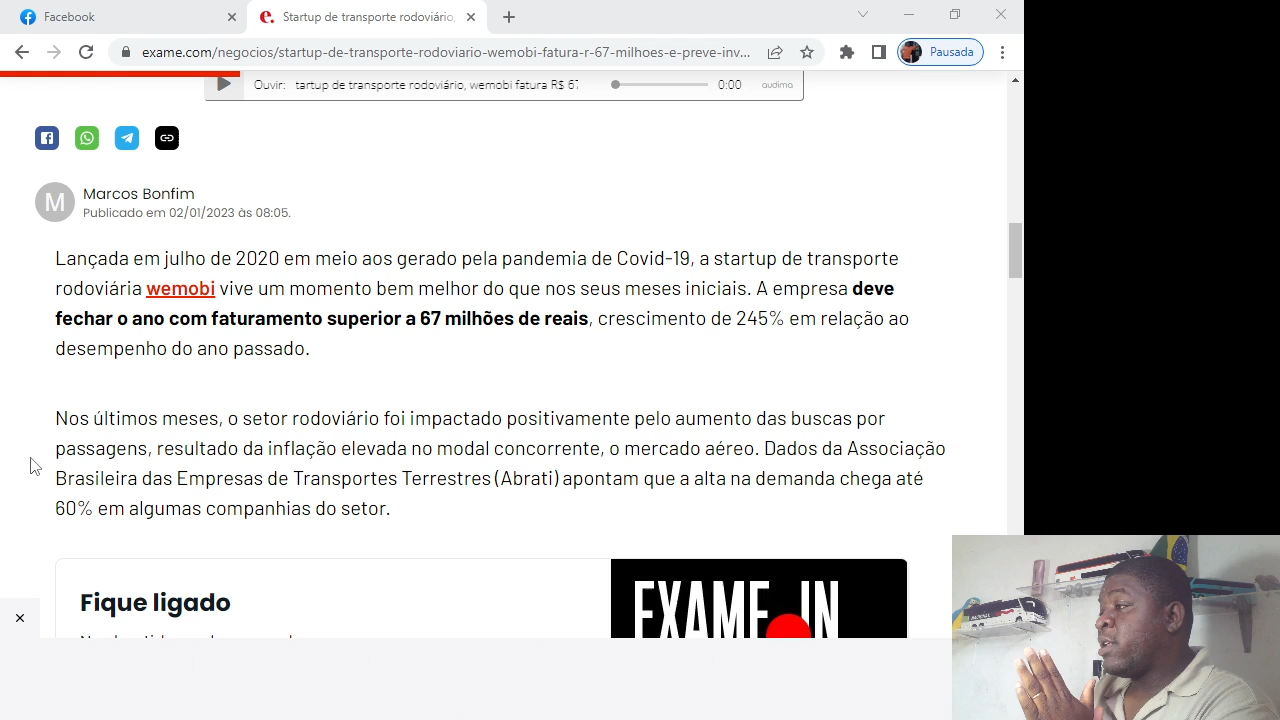 Facebook
Startup de transporte rodoviário,
exame.com/negocios/startup-de-transporte-rodoviario-wemobi-fatura-r-67-milhoes-e-preve-inv...
Pausada
Ouvir: tartup de transporte rodoviário, wemobi fatura R$ 67
0:00
audima
M
Marcos Bonfim
Publicado em 02/01/2023 às 08:05.
Lançada em julho de 2020 em meio aos gerado pela pandemia de Covid-19, a startup de transporte
rodoviária wemobi vive um momento bem melhor do que nos seus meses iniciais. A empresa deve
fechar o ano com faturamento superior a 67 milhões de reais, crescimento de 245% em relação ao
desempenho do ano passado.
Nos últimos meses, o setor rodoviário foi impactado positivamente pelo aumento das buscas por
passagens, resultado da inflação elevada no modal concorrente, o mercado aéreo. Dados da Associação
Brasileira das Empresas de Transportes Terrestres (Abrati) apontam que a alta na demanda chega até
60% em algumas companhias do setor.
Fique ligado
EXAME IN